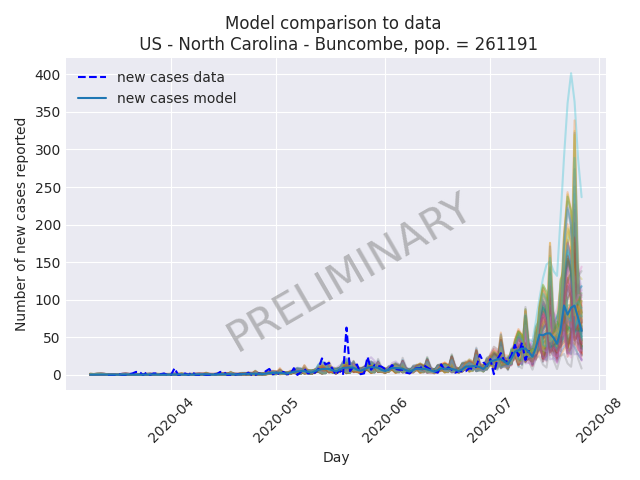 Model comparison to data
US - North Carolina - Buncombe, pop. = 261191
new cases data
new cases model
Number of new cases reported
400
350
300
250
200
150
100
50
0
PRELIMINARY
2020-04
2020-05
2020-06
2020-07
2020-08
Day